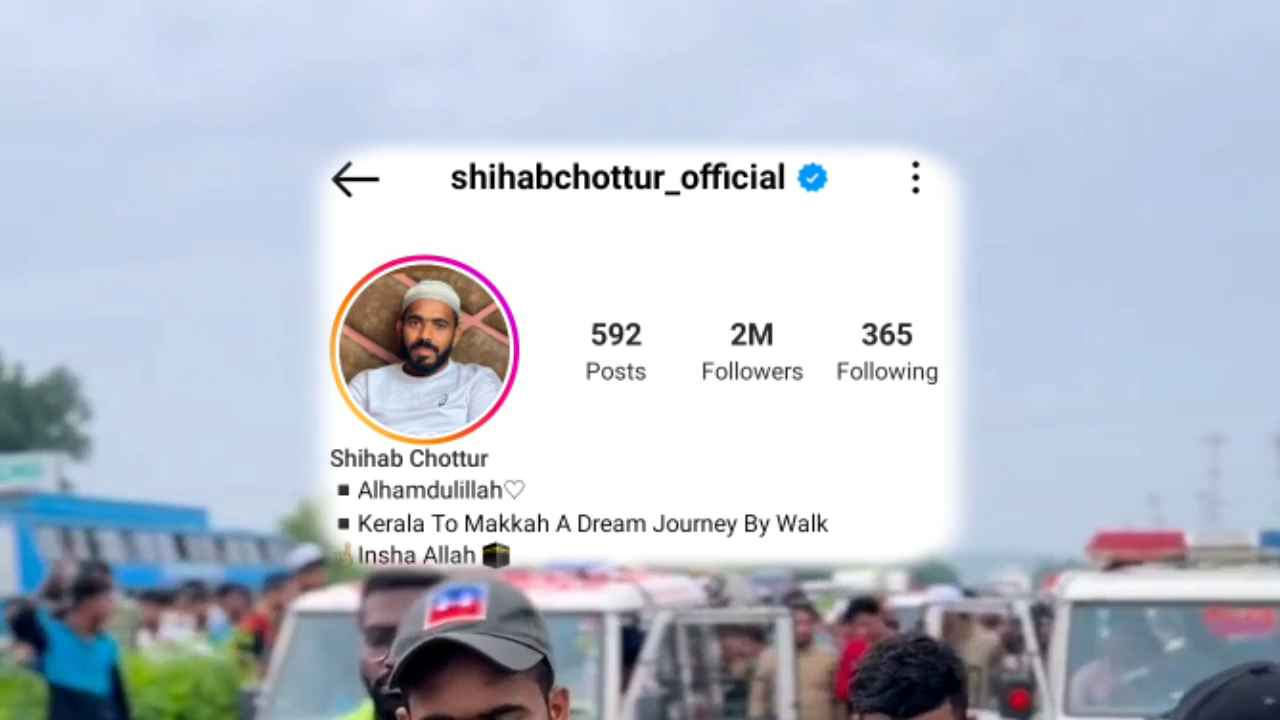 shihabchottur_official
592 2M 365
Posts Followers Following
Shihab Chottur
▪Alhamdulillah♡
▪Kerala To Makkah A Dream Journey By Walk
Insha Allah 🕋